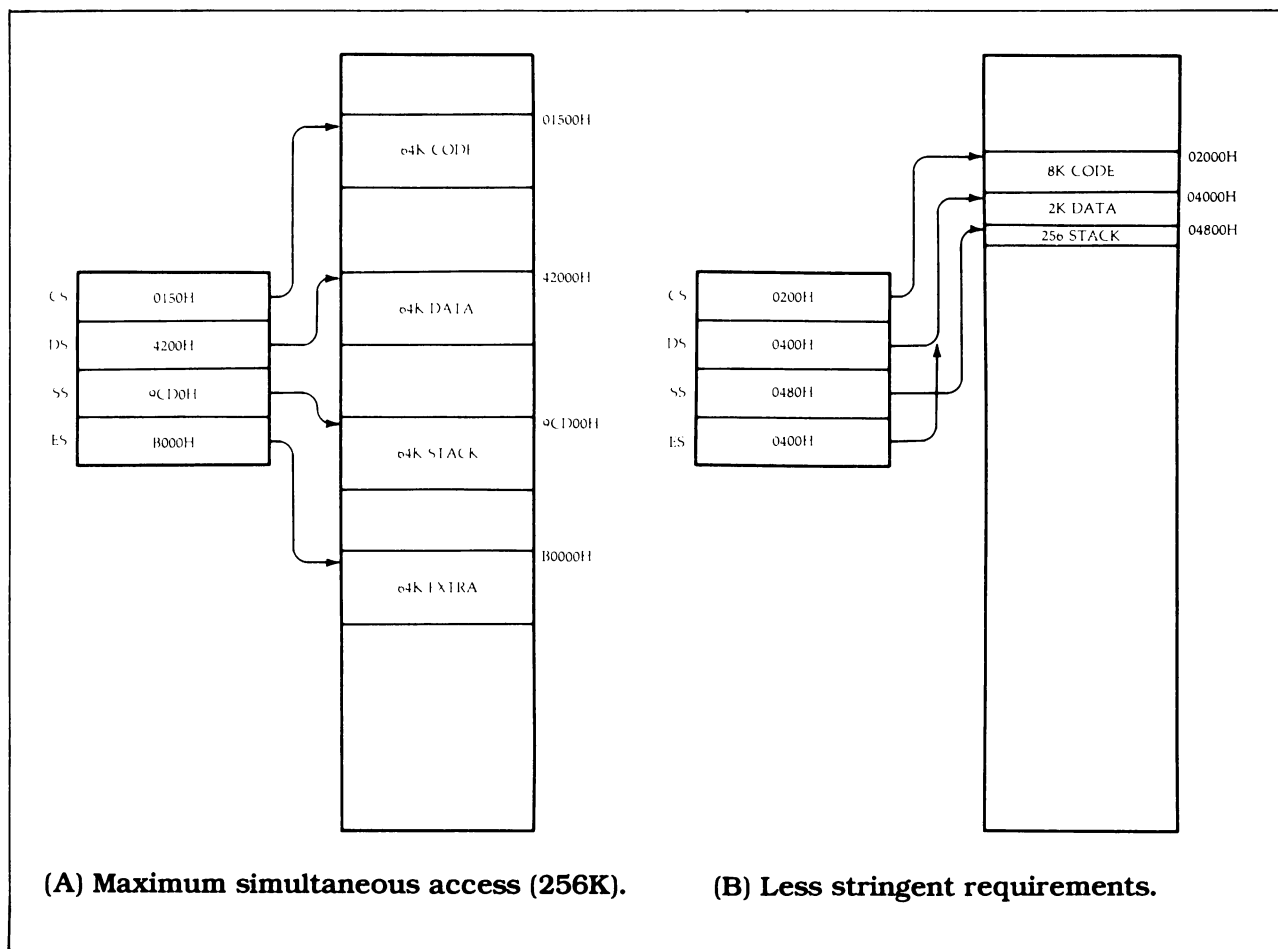 01500H
64K CODE
42000H
CS 0150H
64K DATA
DS 4200H
SS 9CD0H
9CD00H
ES B000H
64K STACK
B0000H
64K EXTRA
(A) Maximum simultaneous access (256K).
02000H
8K CODE
04000H
2K DATA
04800H
256 STACK
CS 0200H
DS 0400H
SS 0480H
ES 0400H
(B) Less stringent requirements.